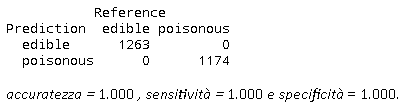 Reference
Prediction edible poisonous
edible 1263 0
poisonous 0 1174
accuratezza = 1.000 , sensitività = 1.000 e specificità = 1.000.